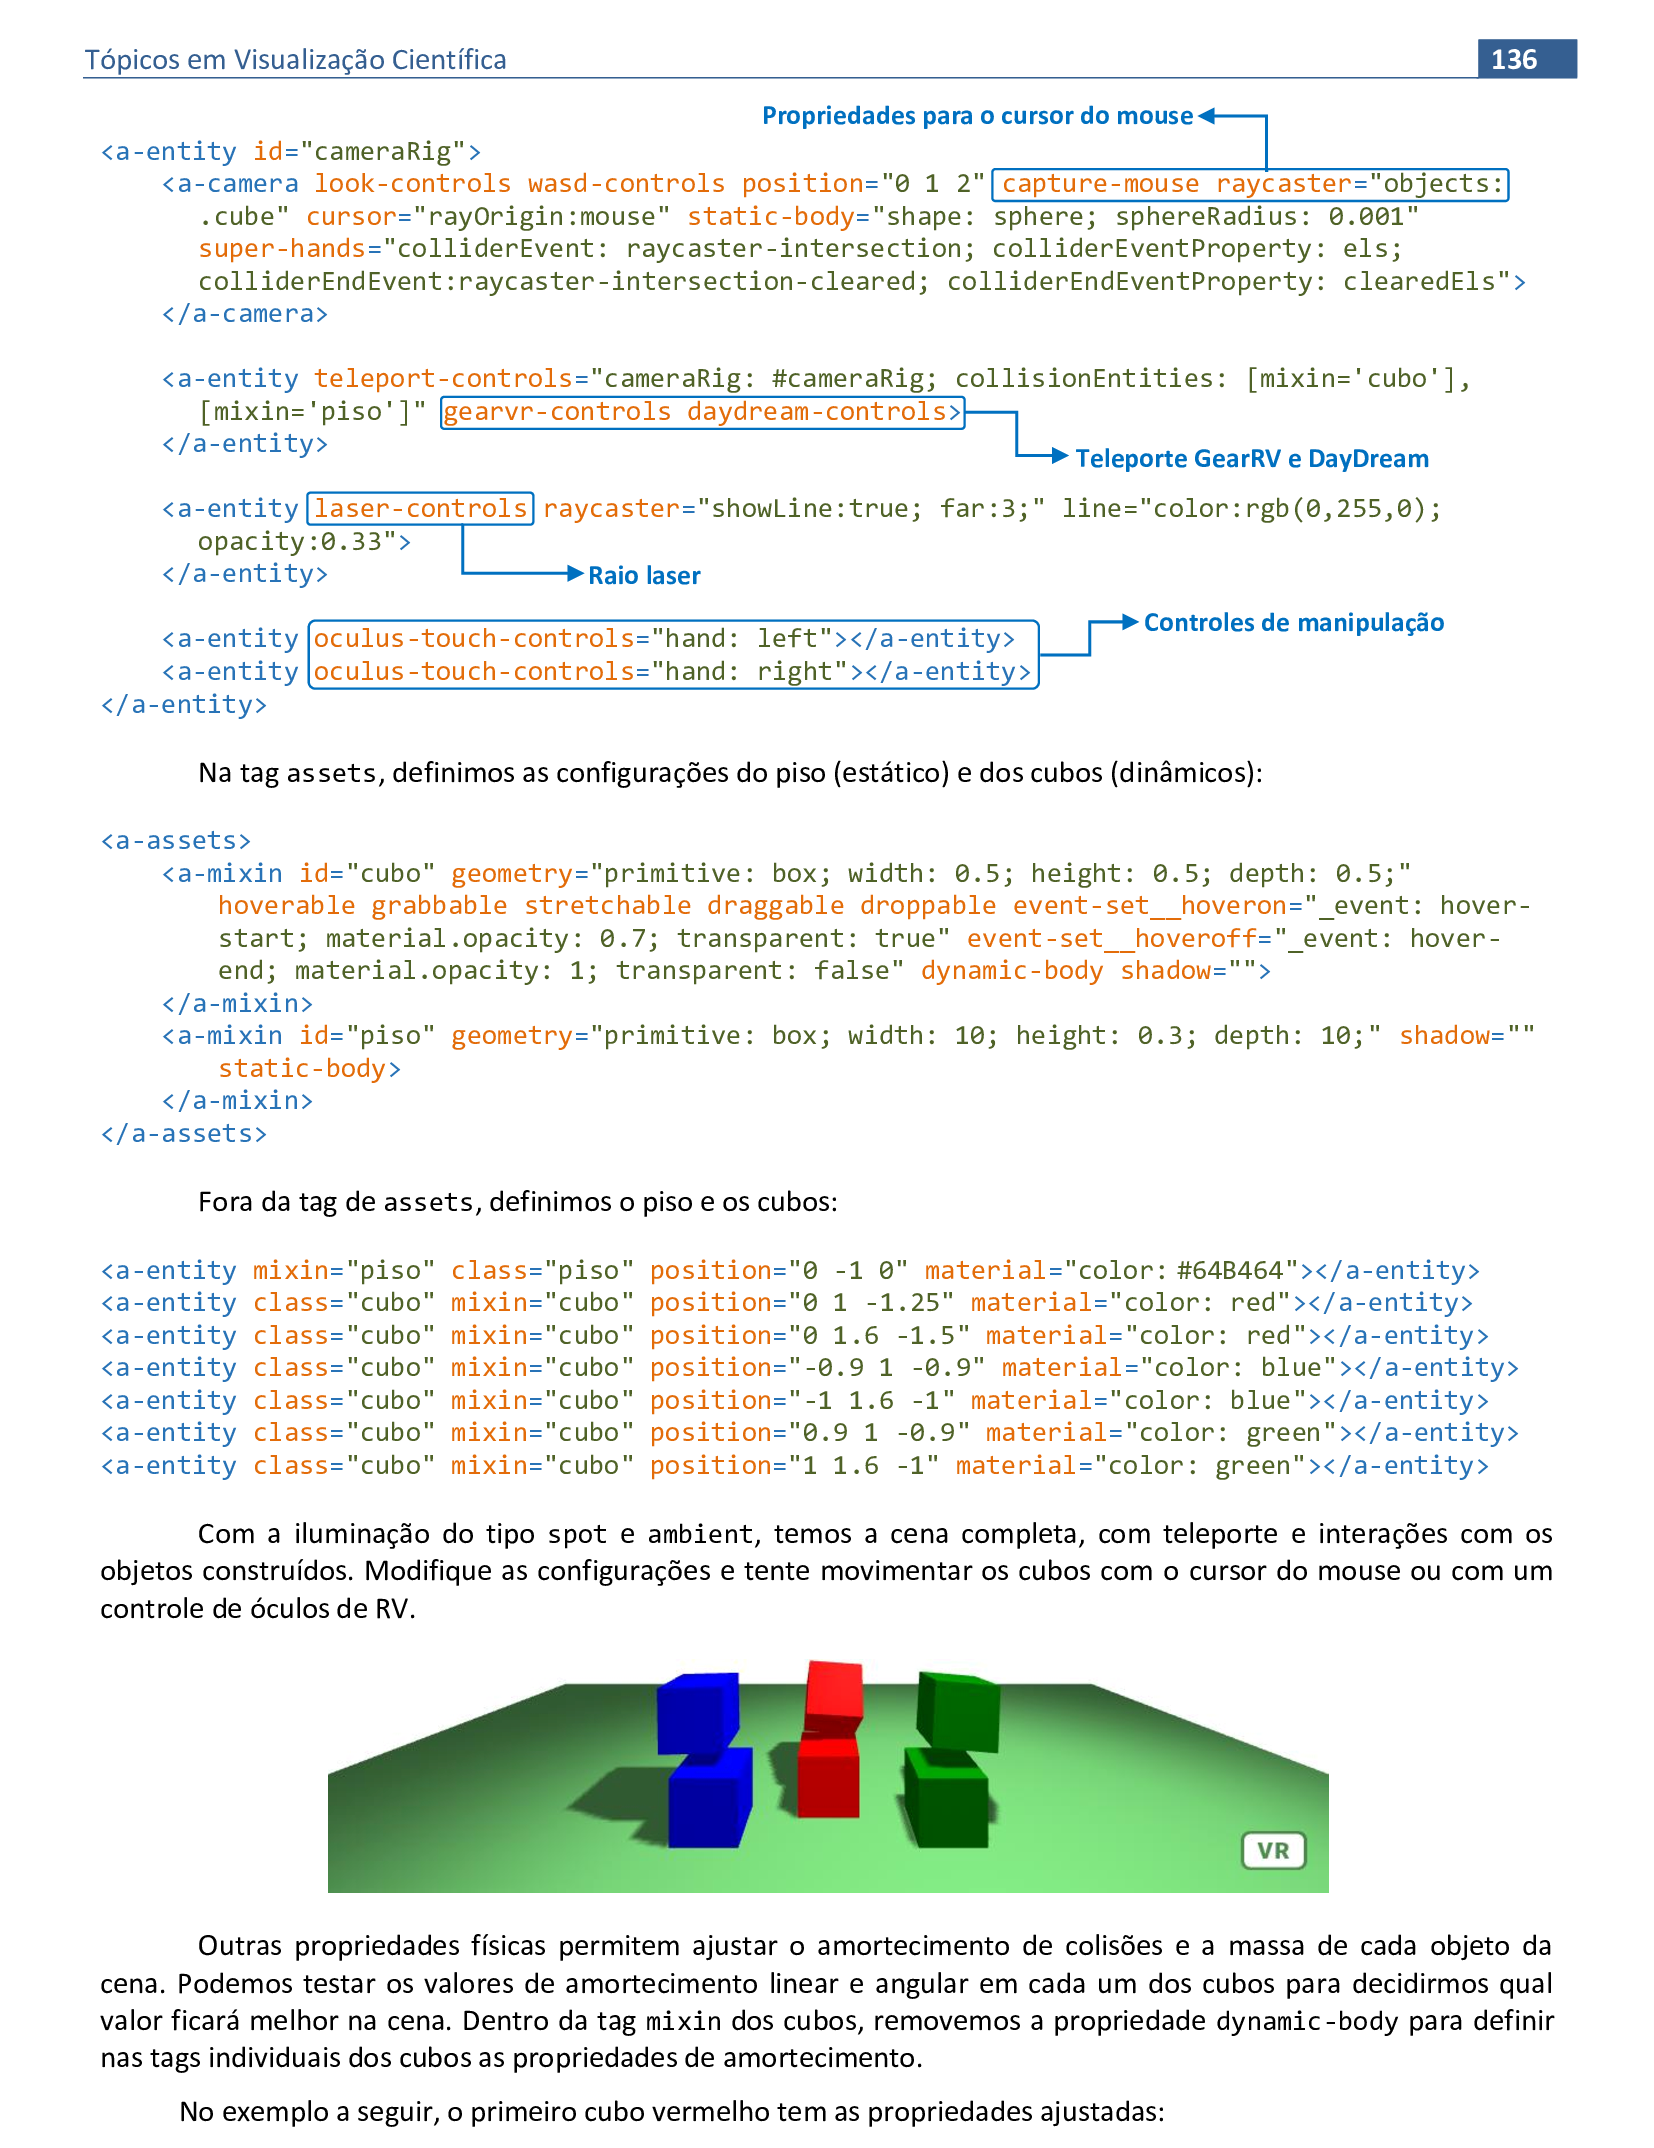 Tópicos em Visualização Científica 136
Propriedades para o cursor do mouse
<a-entity id="cameraRig">
<a-camera look-controls wasd-controls position="0 1 2" capture-mouse raycaster="objects:
.cube" cursor="rayOrigin:mouse" static-body="shape: sphere; sphereRadius: 0.001"
super-hands="colliderEvent: raycaster-intersection; colliderEventProperty: els;
colliderEndEvent:raycaster-intersection-cleared; colliderEndEventProperty: clearedEls">
</a-camera>
<a-entity teleport-controls="cameraRig: #cameraRig; collisionEntities: [mixin='cubo'],
[mixin='piso']" gearvr-controls daydream-controls>
</a-entity>
Teleporte GearRV e DayDream
<a-entity laser-controls raycaster="showLine:true; far:3;" line="color:rgb(0,255,0);
opacity:0.33">
</a-entity>
Raio laser
Controles de manipulação
<a-entity oculus-touch-controls="hand: left"></a-entity>
<a-entity oculus-touch-controls="hand: right"></a-entity>
</a-entity>
Na tag assets, definimos as configurações do piso (estático) e dos cubos (dinâmicos):
<a-assets>
<a-mixin id="cubo" geometry="primitive: box; width: 0.5; height: 0.5; depth: 0.5;"
hoverable grabbable stretchable draggable droppable event-set__hoveron="_event: hover-
start; material.opacity: 0.7; transparent: true" event-set__hoveroff="_event: hover-
end; material.opacity: 1; transparent: false" dynamic-body shadow="">
</a-mixin>
<a-mixin id="piso" geometry="primitive: box; width: 10; height: 0.3; depth: 10;" shadow=""
static-body>
</a-mixin>
</a-assets>
Fora da tag de assets, definimos o piso e os cubos:
<a-entity mixin="piso" class="piso" position="0 -1 0" material="color: #64B464"></a-entity>
<a-entity class="cubo" mixin="cubo" position="0 1 -1.25" material="color: red"></a-entity>
<a-entity class="cubo" mixin="cubo" position="0 1.6 -1.5" material="color: red"></a-entity>
<a-entity class="cubo" mixin="cubo" position="-0.9 1 -0.9" material="color: blue"></a-entity>
<a-entity class="cubo" mixin="cubo" position="-1 1.6 -1" material="color: blue"></a-entity>
<a-entity class="cubo" mixin="cubo" position="0.9 1 -0.9" material="color: green"></a-entity>
<a-entity class="cubo" mixin="cubo" position="1 1.6 -1" material="color: green"></a-entity>
Com a iluminação do tipo spot e ambient, temos a cena completa, com teleporte e interações com os
objetos construídos. Modifique as configurações e tente movimentar os cubos com o cursor do mouse ou com um
controle de óculos de RV.
VR
Outras propriedades físicas permitem ajustar o amortecimento de colisões e a massa de cada objeto da
cena. Podemos testar os valores de amortecimento linear e angular em cada um dos cubos para decidirmos qual
valor ficará melhor na cena. Dentro da tag mixin dos cubos, removemos a propriedade dynamic-body para definir
nas tags individuais dos cubos as propriedades de amortecimento.
No exemplo a seguir, o primeiro cubo vermelho tem as propriedades ajustadas: